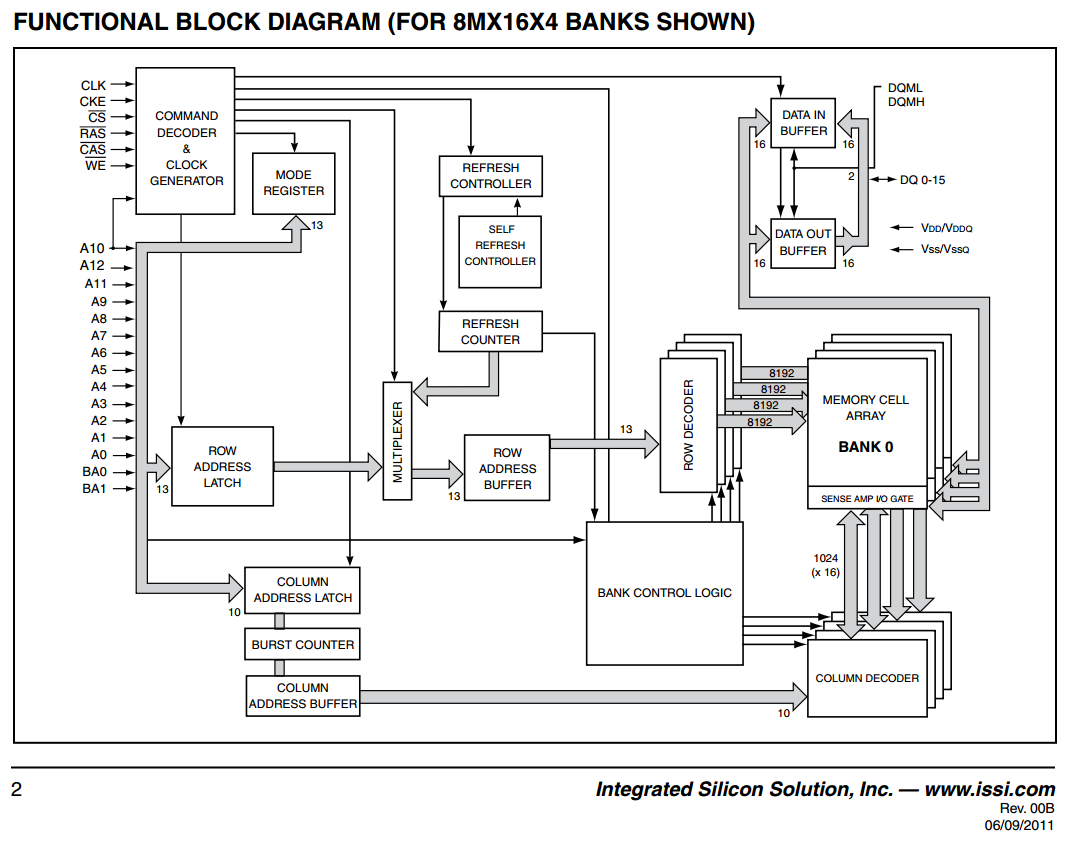 FUNCTIONAL BLOCK DIAGRAM (FOR 8MX16X4 BANKS SHOWN)
CLK
CKE
CS
RAS
CAS
WE
COMMAND
DECODER
&
CLOCK
GENERATOR
MODE
REGISTER
13
REFRESH
CONTROLLER
SELF
REFRESH
CONTROLLER
REFRESH
COUNTER
DATA IN
BUFFER
16
16
DQML
DQMH
2
DQ 0-15
DATA OUT
BUFFER
16
16
VDD/VDDQ
Vss/VssQ
A10
A12
A11
A9
A8
A7
A6
A5
A4
A3
A2
A1
A0
BA0
BA1
13
ROW
ADDRESS
LATCH
MULTIPLEXER
13
ROW
ADDRESS
BUFFER
13
ROW DECODER
8192
8192
8192
8192
MEMORY CELL
ARRAY
BANK 0
SENSE AMP I/O GATE
1024
(x 16)
BANK CONTROL LOGIC
10
COLUMN
ADDRESS LATCH
BURST COUNTER
COLUMN
ADDRESS BUFFER
10
COLUMN DECODER
2
Integrated Silicon Solution, Inc. — www.issi.com
Rev. 00B
06/09/2011